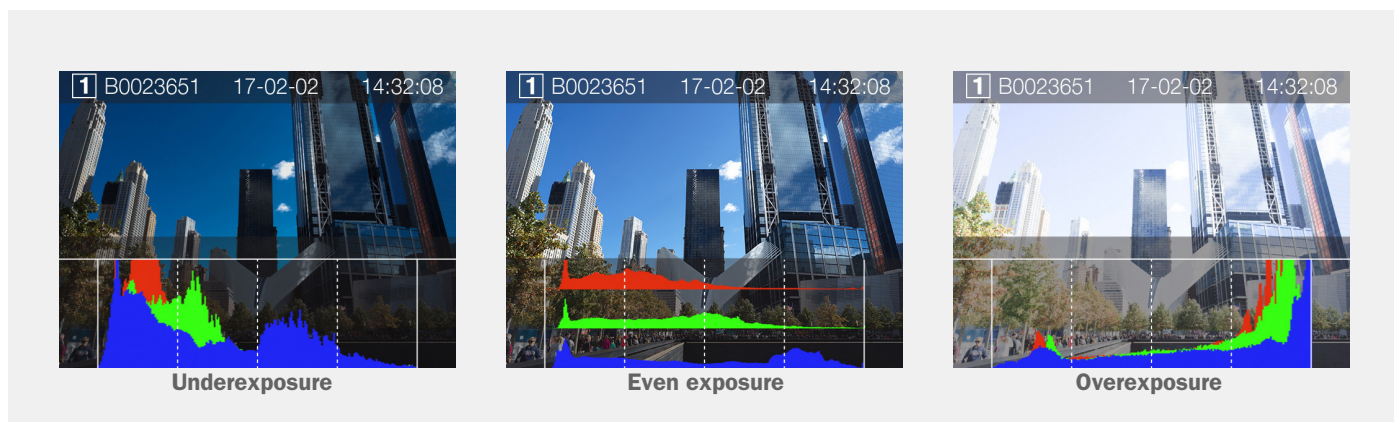 1 B0023651 17-02-02 14:32:08
1 B0023651 17-02-02 14:32:08
1 B0023651 17-02-02 14:32:08
Underexposure
Even exposure
Overexposure